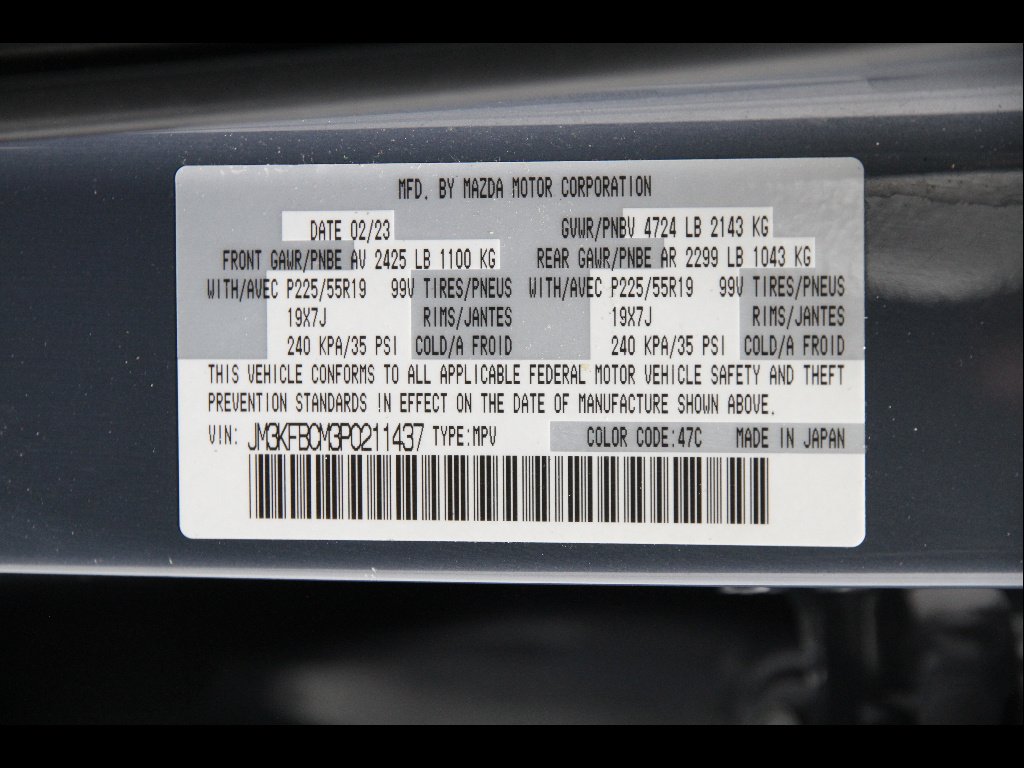 MFD. BY MAZDA MOTOR CORPORATION
DATE 02/23 GVWR/PNBV 4724 LB 2143 KG
FRONT GAWR/PNBE AV 2425 LB 1100 KG REAR GAWR/PNBE AR 2299 LB 1043 KG
WITH/AVEC P225/55R19 99V TIRES/PNEUS WITH/AVEC P225/55R19 99V TIRES/PNEUS
19X7J RIMS/JANTES 19X7J RIMS/JANTES
240 KPA/35 PSI COLD/A FROID 240 KPA/35 PSI COLD/A FROID
THIS VEHICLE CONFORMS TO ALL APPLICABLE FEDERAL MOTOR VEHICLE SAFETY AND THEFT
PREVENTION STANDARDS IN EFFECT ON THE DATE OF MANUFACTURE SHOWN ABOVE.
VIN: JM3KFBCM3P0211437 TYPE:MPV COLOR CODE:47C MADE IN JAPAN